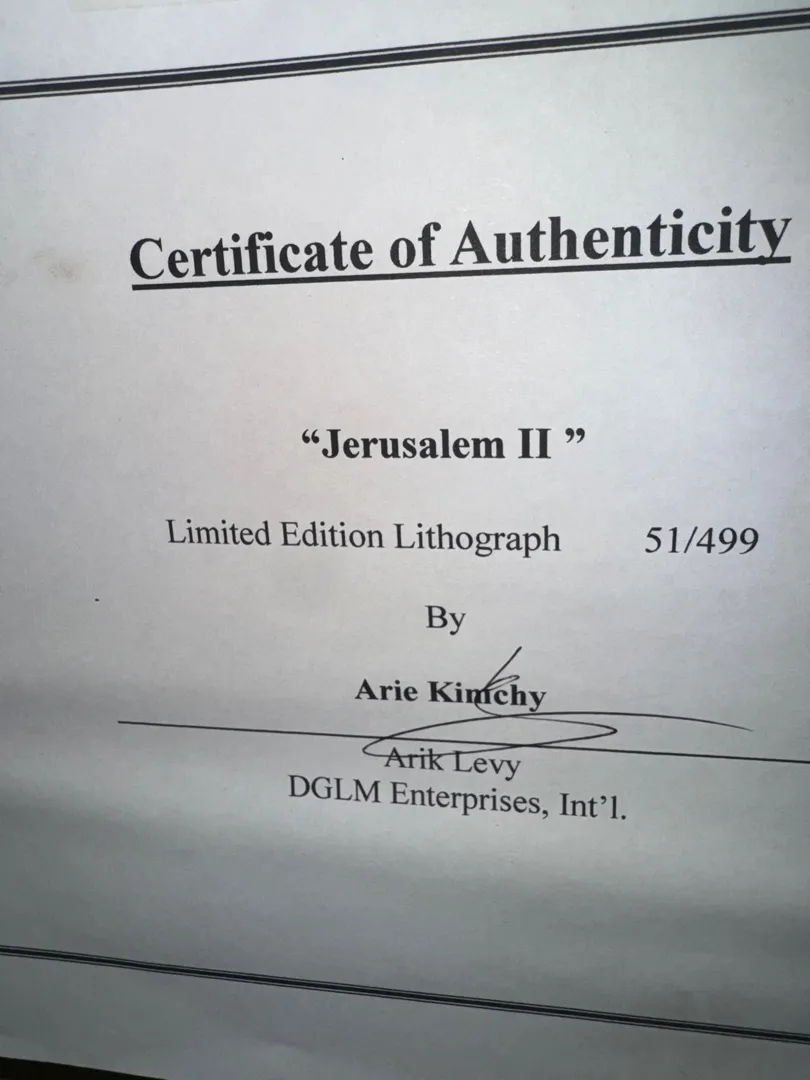 Certificate of Authenticity
“Jerusalem II ”
Limited Edition Lithograph 51/499
By
Arie Kimchy
Arik Levy
DGLM Enterprises, Int’l.